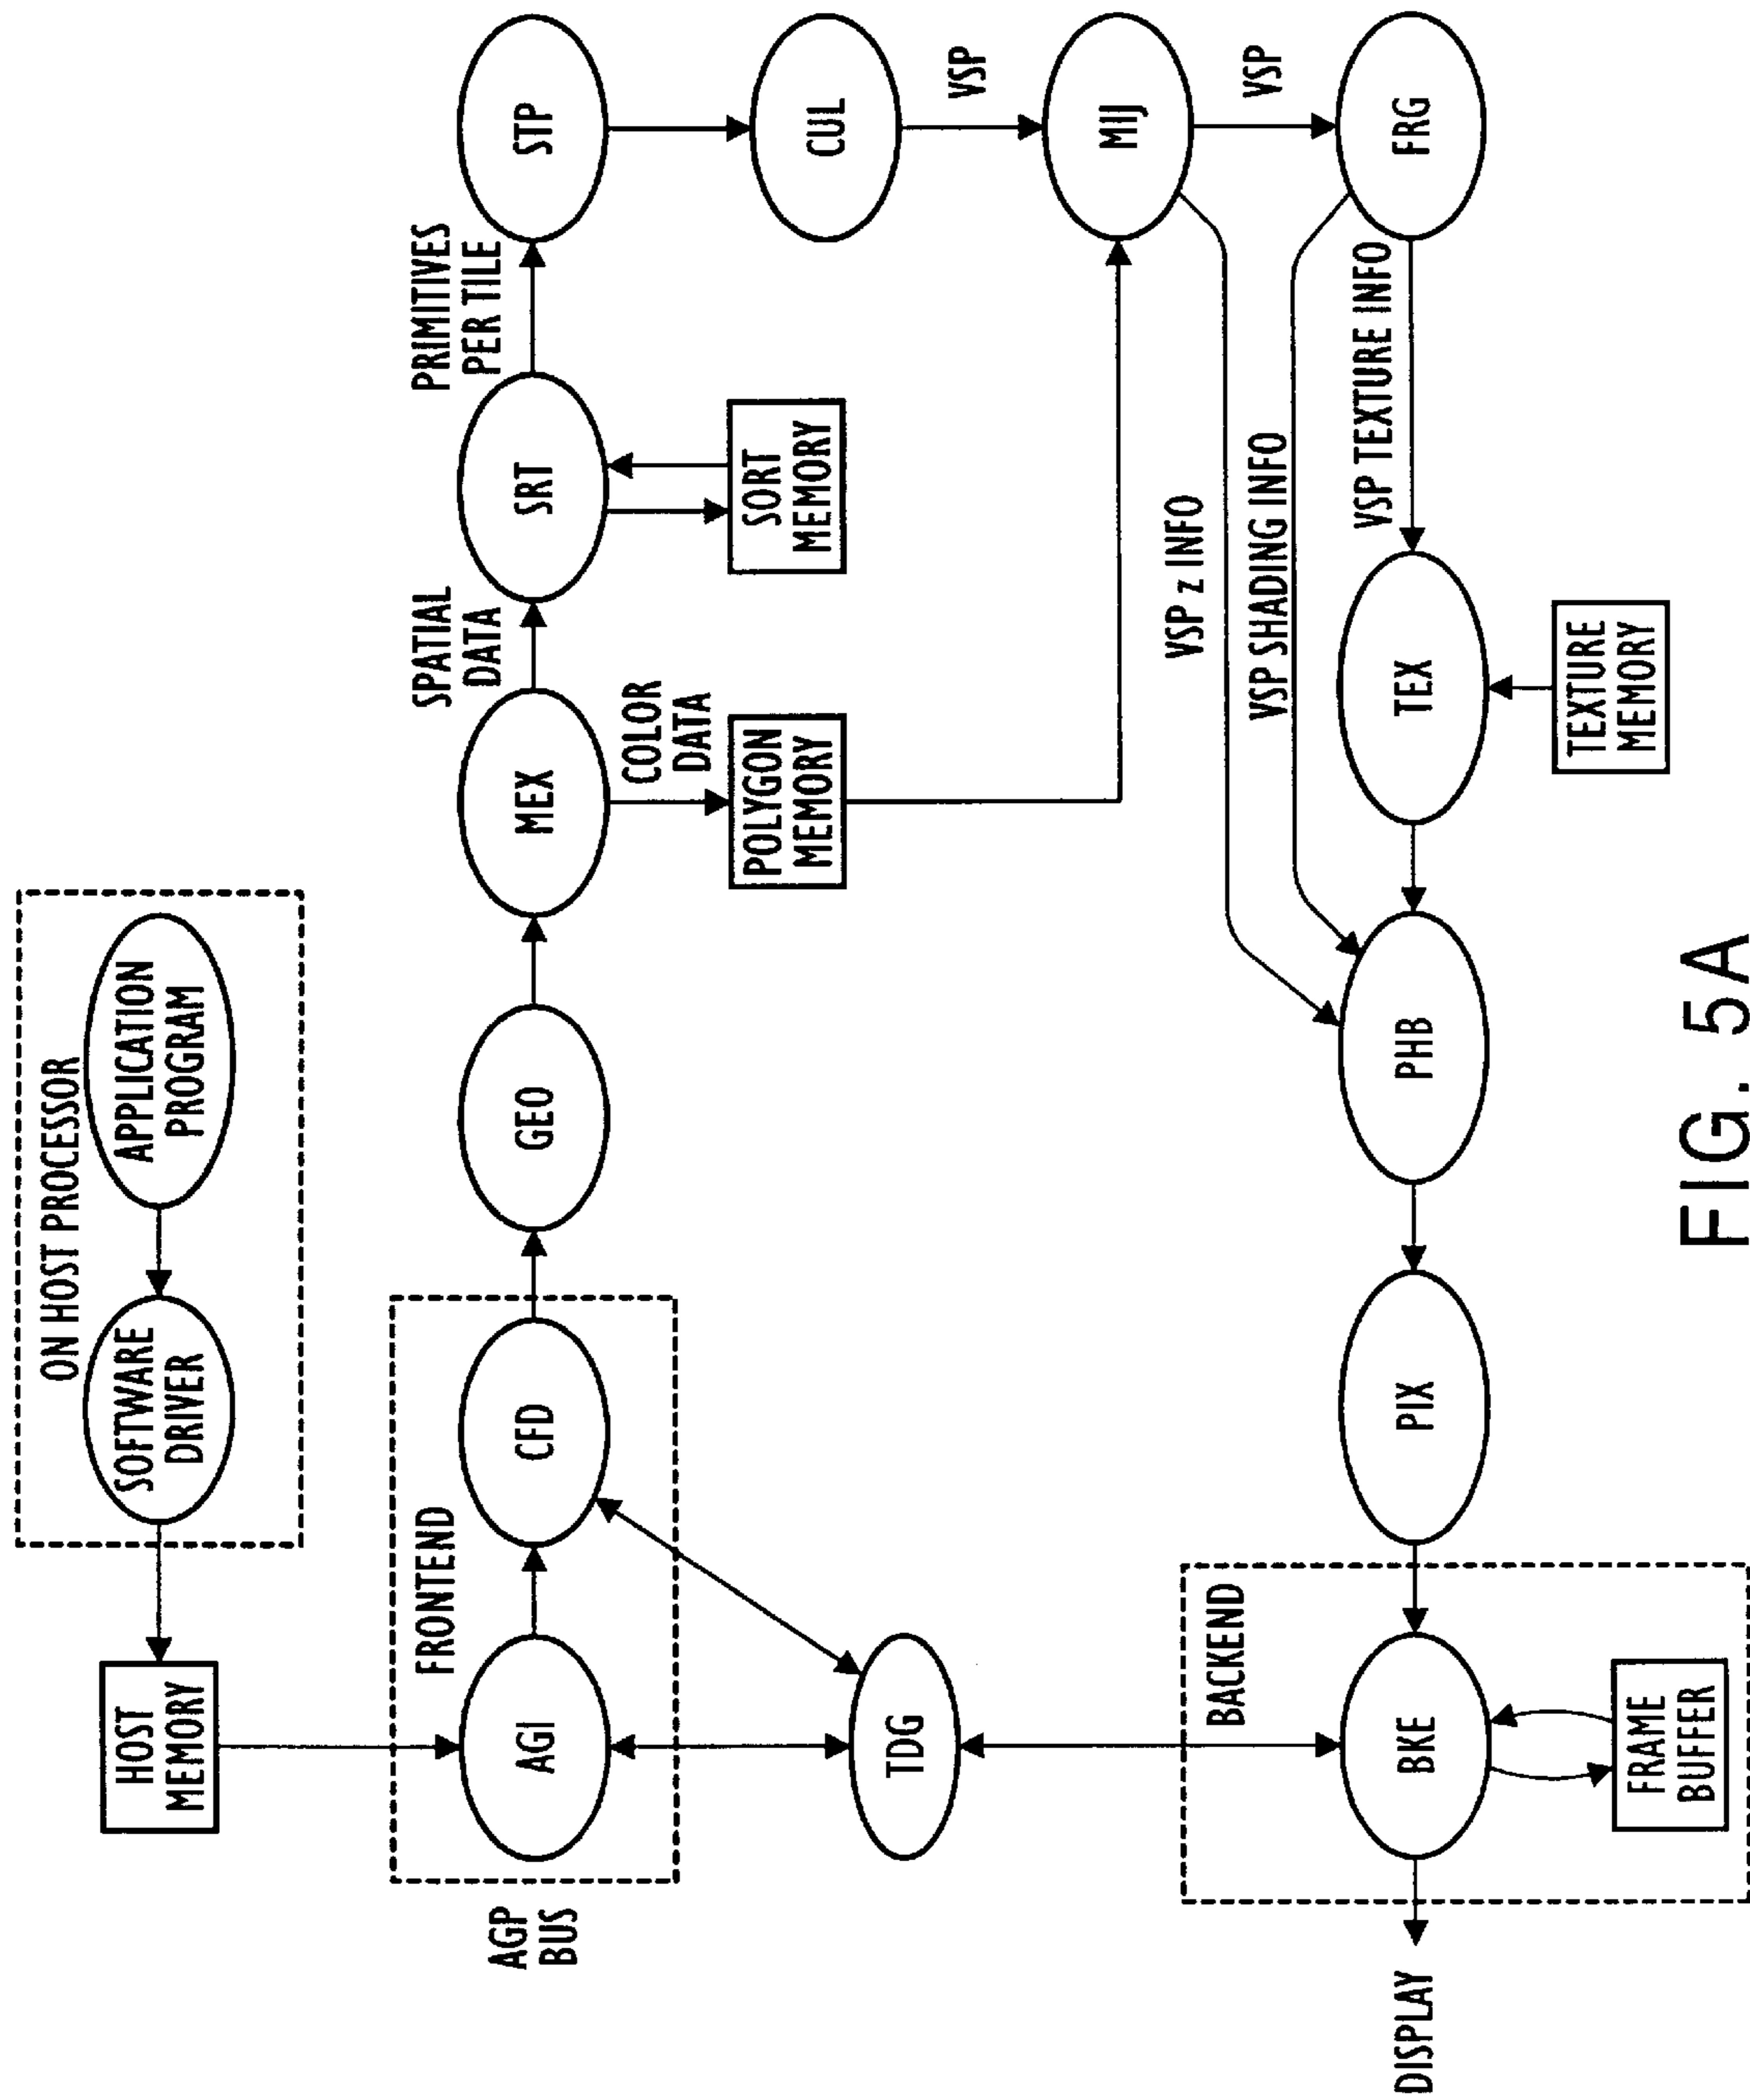 ON HOST PROCESSOR
APPLICATION
PROGRAM
SOFTWARE
DRIVER
HOST
MEMORY
AGP
BUS
FRONTEND
AGI
CFD
GEO
MEX
SPATIAL
DATA
COLOR
DATA
POLYGON
MEMORY
SRT
SORT
MEMORY
PRIMITIVES
PER TILE
STP
CUL
VSP
MIJ
VSP
FRG
VSP z INFO
VSP SHADING INFO
VSP TEXTURE INFO
TEX
TEXTURE
MEMORY
PHB
PIX
TDG
BACKEND
BKE
FRAME
BUFFER
DISPLAY
FIG. 5A